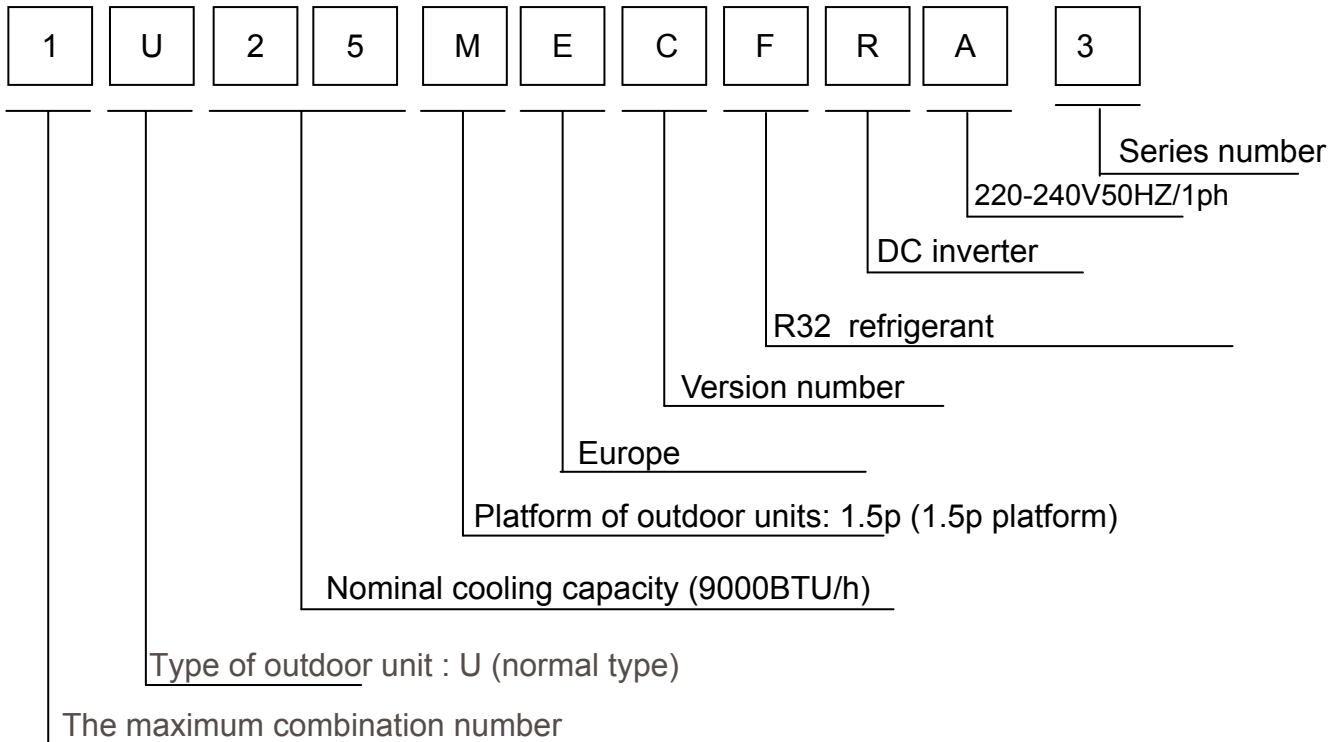 1 U 2 5 M E C F R A 3
Series number
220-240V50HZ/1ph
DC inverter
R32 refrigerant
Version number
Europe
Platform of outdoor units: 1.5p (1.5p platform)
Nominal cooling capacity (9000BTU/h)
Type of outdoor unit : U (normal type)
The maximum combination number